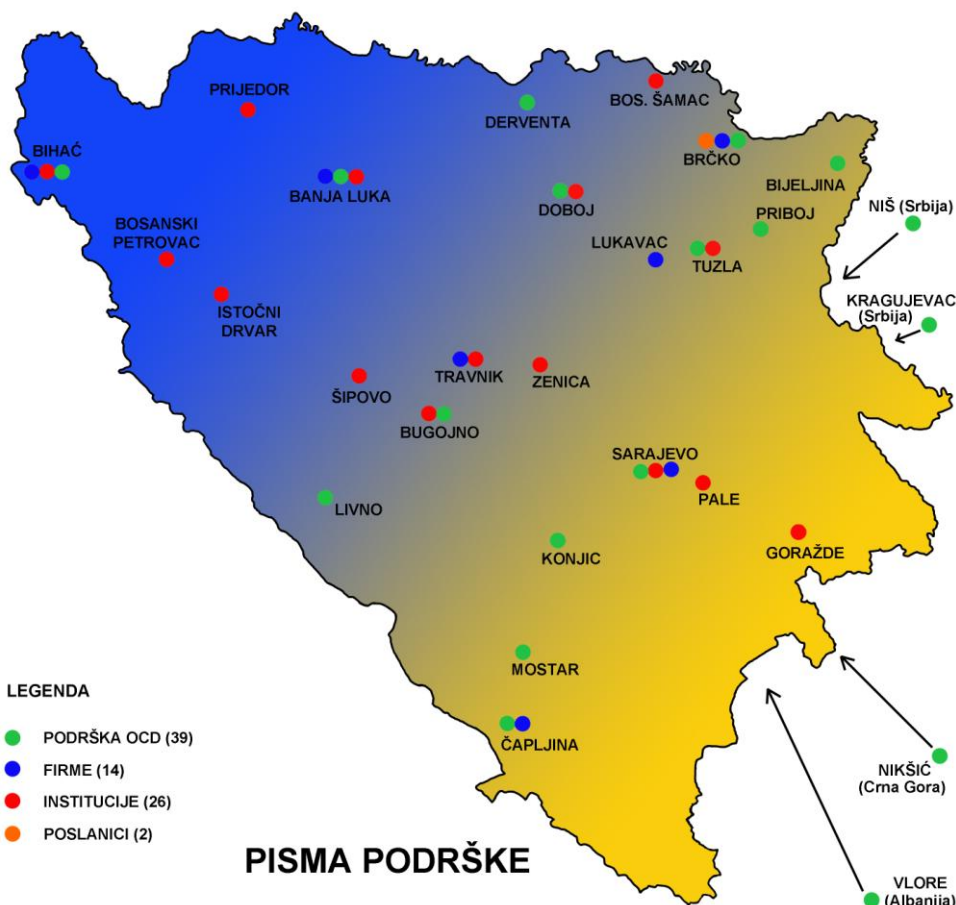 PRIJEDOR
BOS. ŠAMAC
DERVENTA
BIHAĆ
BRČKO
BANJA LUKA
BIJELJINA
DOBOJ
NIŠ (Srbija)
BOSANSKI
PETROVAC
PRIBOJ
LUKAVAC
TUZLA
ISTOČNI
DRVAR
KRAGUJEVAC
(Srbija)
TRAVNIK
ZENICA
ŠIPOVO
BUGOJNO
SARAJEVO
PALE
LIVNO
GORAŽDE
KONJIC
MOSTAR
ČAPLJINA
NIKŠIĆ
(Crna Gora)
VLORE
(Albanija)
LEGENDA
PODRŠKA OCD (39)
FIRME (14)
INSTITUCIJE (26)
POSLANICI (2)
PISMA PODRŠKE